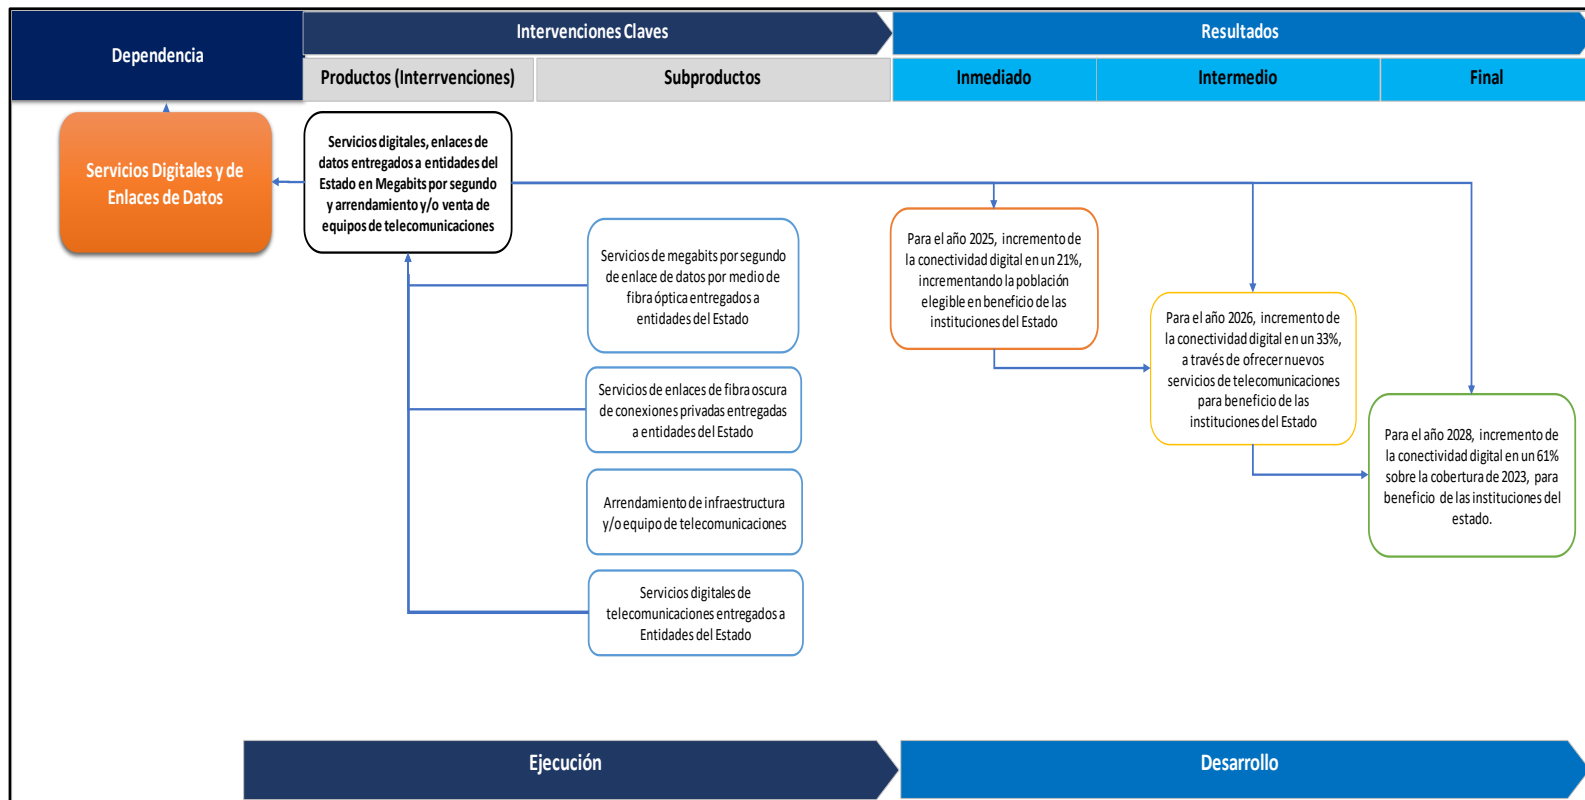 Dependencia
Intervenciones Claves
Resultados
Productos (Interrvenciones)
Subproductos
Inmediado
Intermedio
Final
Servicios Digitales y de
Enlaces de Datos
Servicios digitales, enlaces de
datos entregados a entidades del
Estado en Megabits por segundo
y arrendamiento y/o venta de
equipos de telecomunicaciones
Servicios de megabits por segundo
de enlace de datos por medio de
fibra óptica entregados a
entidades del Estado
Servicios de enlaces de fibra oscura
de conexiones privadas entregadas
a entidades del Estado
Arrendamiento de infraestructura
y/o equipo de telecomunicaciones
Servicios digitales de
telecomunicaciones entregados a
Entidades del Estado
Para el año 2025, incremento de
la conectividad digital en un 21%,
incrementando la población
elegible en beneficio de las
instituciones del Estado
Para el año 2026, incremento de
la conectividad digital en un 33%,
a través de ofrecer nuevos
servicios de telecomunicaciones
para beneficio de las
instituciones del Estado
Para el año 2028, incremento de
la conectividad digital en un 61%
sobre la cobertura de 2023, para
beneficio de las instituciones del
estado.
Ejecución
Desarrollo